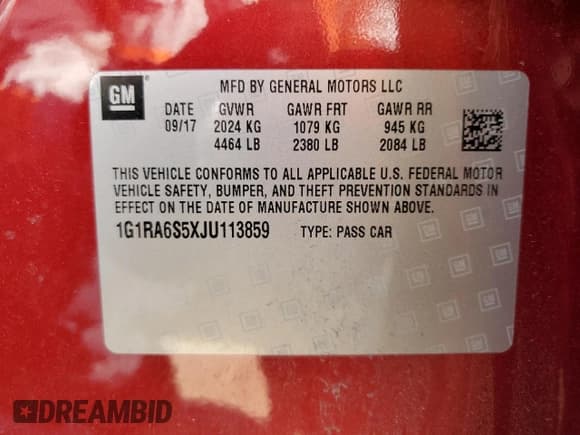 GM
MFD BY GENERAL MOTORS LLC
DATE GVWR GAWR FRT GAWR RR
09/17 2024 KG 1079 KG 945 KG
4464 LB 2380 LB 2084 LB
THIS VEHICLE CONFORMS TO ALL APPLICABLE U.S. FEDERAL MOTOR
VEHICLE SAFETY, BUMPER, AND THEFT PREVENTION STANDARDS IN
EFFECT ON THE DATE OF MANUFACTURE SHOWN ABOVE.
1G1RA6S5XJU113859 TYPE: PASS CAR
DREAMBID